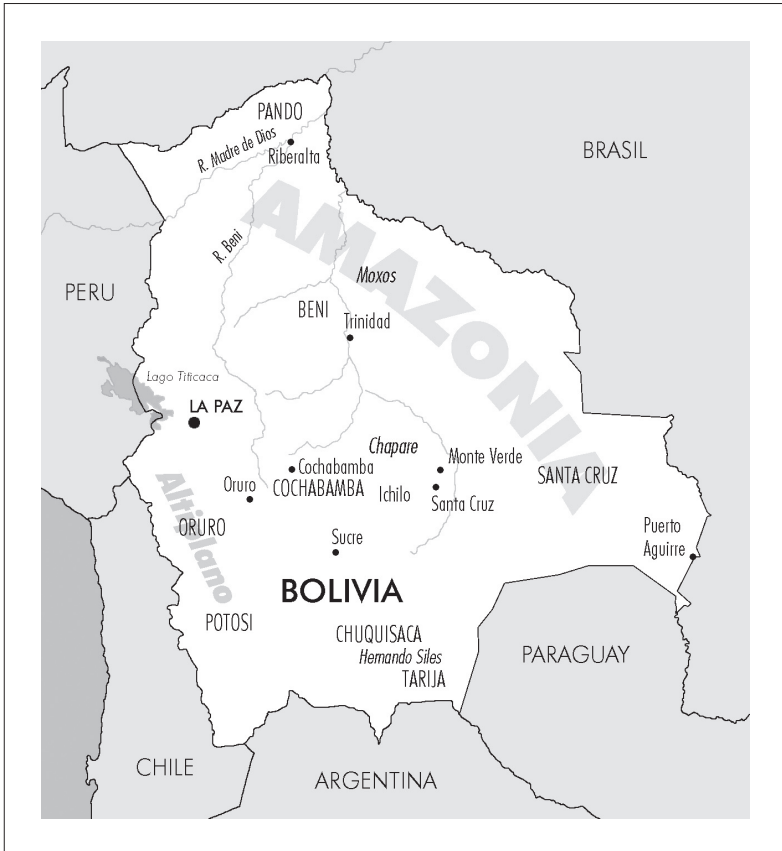 PANDO
R. Madre de Dios
Riberalta
BRASIL
AMAZONIA
R. Beni
Moxos
PERU
BENI
Trinidad
Lago Titicaca
LA PAZ
Chapare
Monte Verde
Cochabamba
SANTA CRUZ
Oruro
COCHABAMBA
Ichilo
Santa Cruz
Altiplano
ORURO
Puerto
Aguirre
Sucre
BOLIVIA
POTOSI
CHUQUISACA
Hernando Siles
PARAGUAY
TARIJA
CHILE
ARGENTINA